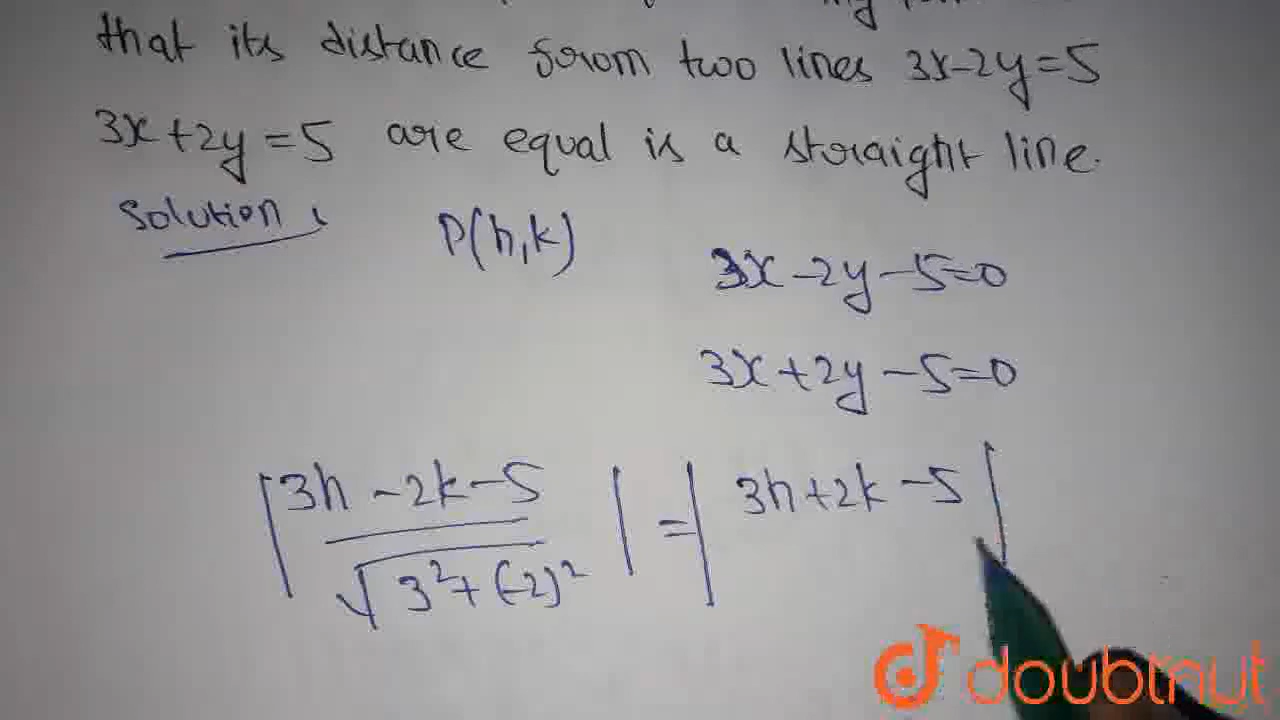 that its distance from two lines 3x-2y=5
3x+2y=5 are equal is a straight line.
Solution,
P(h,k)
3x-2y-5=0
3x+2y-5=0
|3h-2k-5 / √3²+(-2)²| = |3h+2k-5|
doubtnut